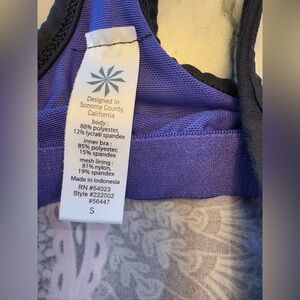 Designed in
Sonoma County,
California
body:
88% polyester,
12% lycra® spandex
inner bra:
85% polyester,
15% spandex
mesh lining:
81% nylon,
19% spandex
Made in Indonesia
RN #54023
Style #222002
#56447
S